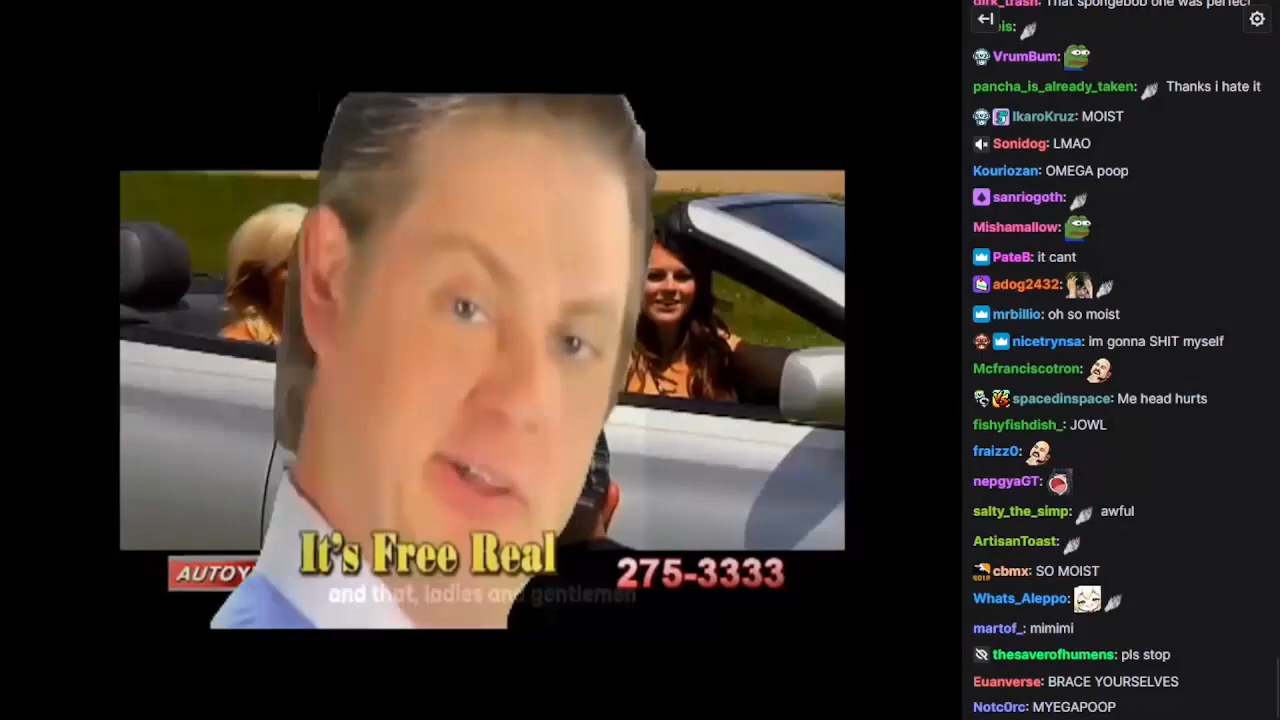 It's Free Real
AUTOY
275-3333
and that, ladies and gentlemen
dirk_trash: That spongebob one was perfect
is:
VrumBum:
pancha_is_already_taken: Thanks i hate it
IkaroKruz: MOIST
Sonidog: LMAO
Kouriozan: OMEGA poop
sanriogoth:
Mishamallow:
PateB: it cant
adog2432:
mrbillio: oh so moist
nicetrynsa: im gonna SHIT myself
Mcfranciscotron:
spacedinspace: Me head hurts
fishyfishdish_: JOWL
fraizz0:
nepgyaGT:
salty_the_simp: awful
ArtisanToast:
cbmx: SO MOIST
Whats_Aleppo:
martof_: mimimi
thesaverofhumens: pls stop
Euanverse: BRACE YOURSELVES
Notc0rc: MYEGAPOOP